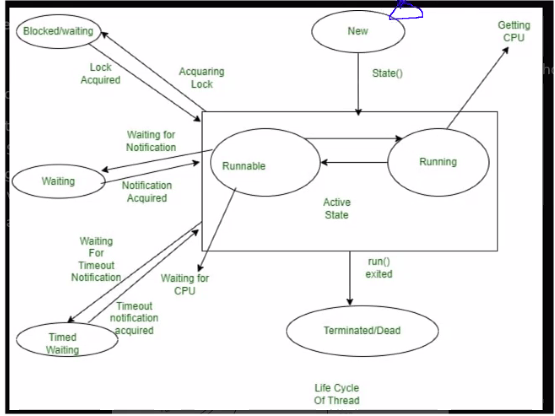 Blocked/waiting
New
Getting
CPU
Lock
Acquired
Acquaring
Lock
State()
Waiting for
Notification
Runnable
Running
Waiting
Notification
Acquired
Active
State
Waiting
For
Timeout
Notification
Waiting for
CPU
run()
exited
Timeout
notification
acquired
Timed
Waiting
Terminated/Dead
Life Cycle
Of Thread